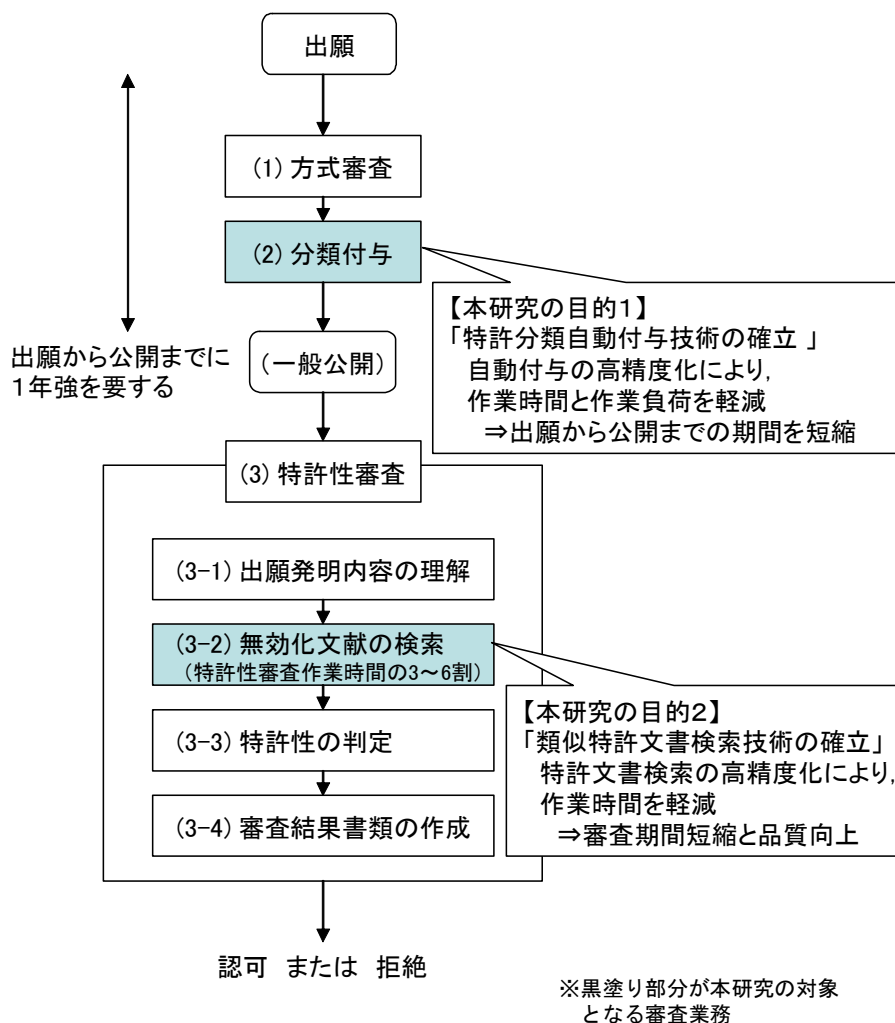 出願
(1) 方式審査
(2) 分類付与
【本研究の目的1】
「特許分類自動付与技術の確立 」
自動付与の高精度化により,
作業時間と作業負荷を軽減
⇒出願から公開までの期間を短縮
出願から公開までに
１年強を要する
(一般公開)
(3) 特許性審査
(3-1) 出願発明内容の理解
(3-2) 無効化文献の検索
(特許性審査作業時間の3～6割)
【本研究の目的２】
「類似特許文書検索技術の確立」
特許文書検索の高精度化により,
作業時間を軽減
⇒審査期間短縮と品質向上
(3-3) 特許性の判定
(3-4) 審査結果書類の作成
認可 または 拒絶
※黒塗り部分が本研究の対象
となる審査業務